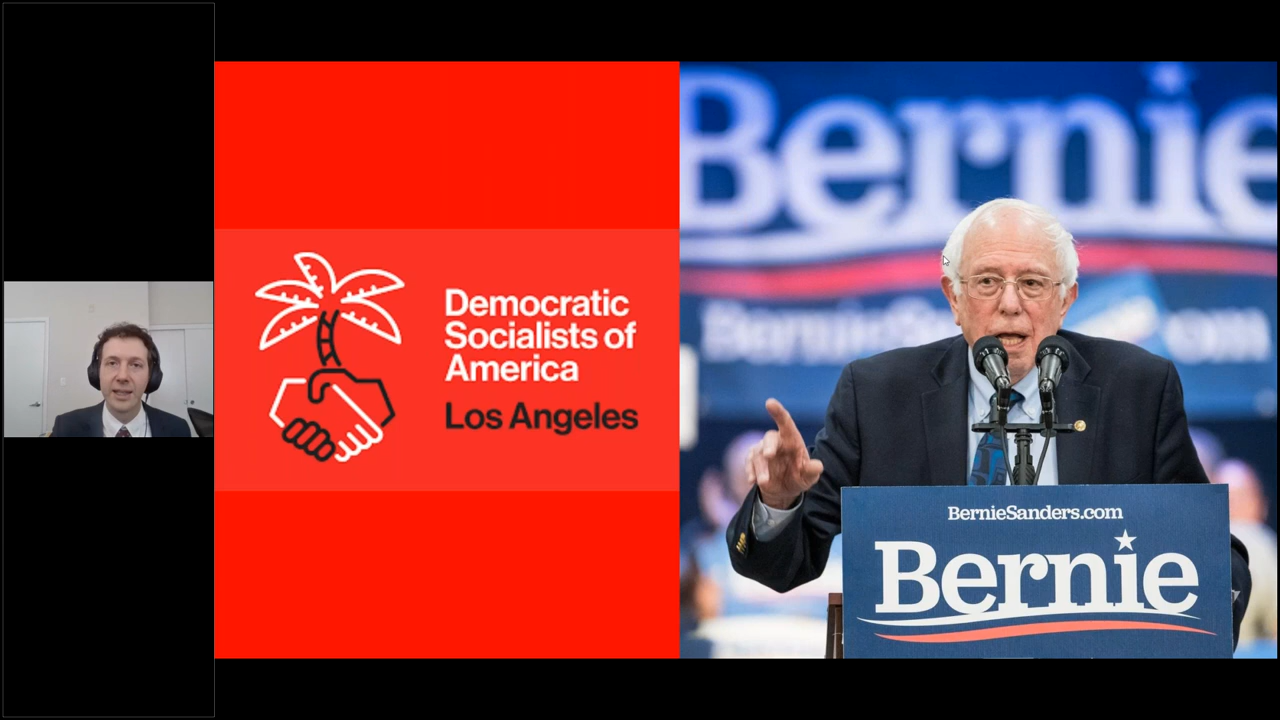 Democratic
Socialists of
America
Los Angeles
Bernie
BernieSanders.com
Bernie